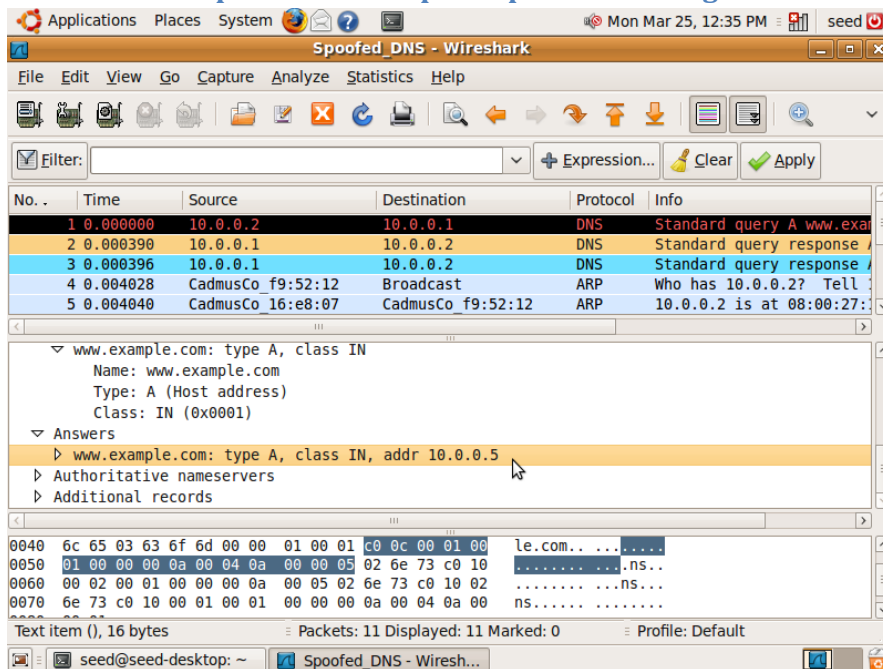 Applications Places System Mon Mar 25, 12:35 PM seed
Spoofed_DNS - Wireshark
File Edit View Go Capture Analyze Statistics Help
Filter: Expression... Clear Apply
No. . Time Source Destination Protocol Info
1 0.000000 10.0.0.2 10.0.0.1 DNS Standard query A www.exam
2 0.000390 10.0.0.1 10.0.0.2 DNS Standard query response
3 0.000396 10.0.0.1 10.0.0.2 DNS Standard query response
4 0.004028 CadmusCo_f9:52:12 Broadcast ARP Who has 10.0.0.2? Tell
5 0.004040 CadmusCo_16:e8:07 CadmusCo_f9:52:12 ARP 10.0.0.2 is at 08:00:27:
www.example.com: type A, class IN
Name: www.example.com
Type: A (Host address)
Class: IN (0x0001)
Answers
www.example.com: type A, class IN, addr 10.0.0.5
Authoritative nameservers
Additional records
0040 6c 65 03 63 6f 6d 00 00 01 00 01 c0 0c 00 01 00 le.com.. ........
0050 01 00 00 00 0a 00 04 0a 00 00 05 02 6e 73 c0 10 ........ ....ns..
0060 00 02 00 01 00 00 00 0a 00 05 02 6e 73 c0 10 02 ........ ...ns...
0070 6e 73 c0 10 00 01 00 01 00 00 00 0a 00 04 0a 00 ns...... ........
Text item (), 16 bytes Packets: 11 Displayed: 11 Marked: 0 Profile: Default
seed@seed-desktop: ~ Spoofed_DNS - Wiresh...